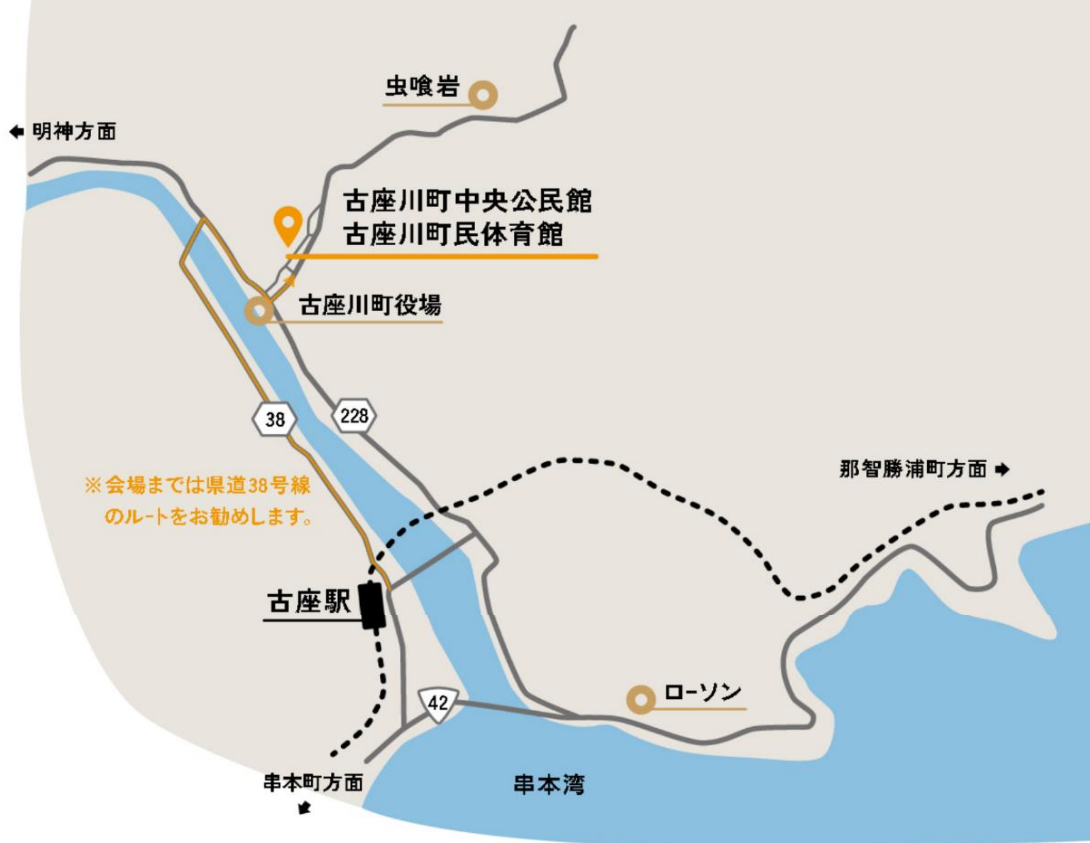 虫喰岩
明神方面
古座川町中央公民館
古座川町民体育館
古座川町役場
38
228
那智勝浦町方面
※会場までは県道38号線
のルートをお勧めします。
古座駅
ローソン
42
串本町方面
串本湾